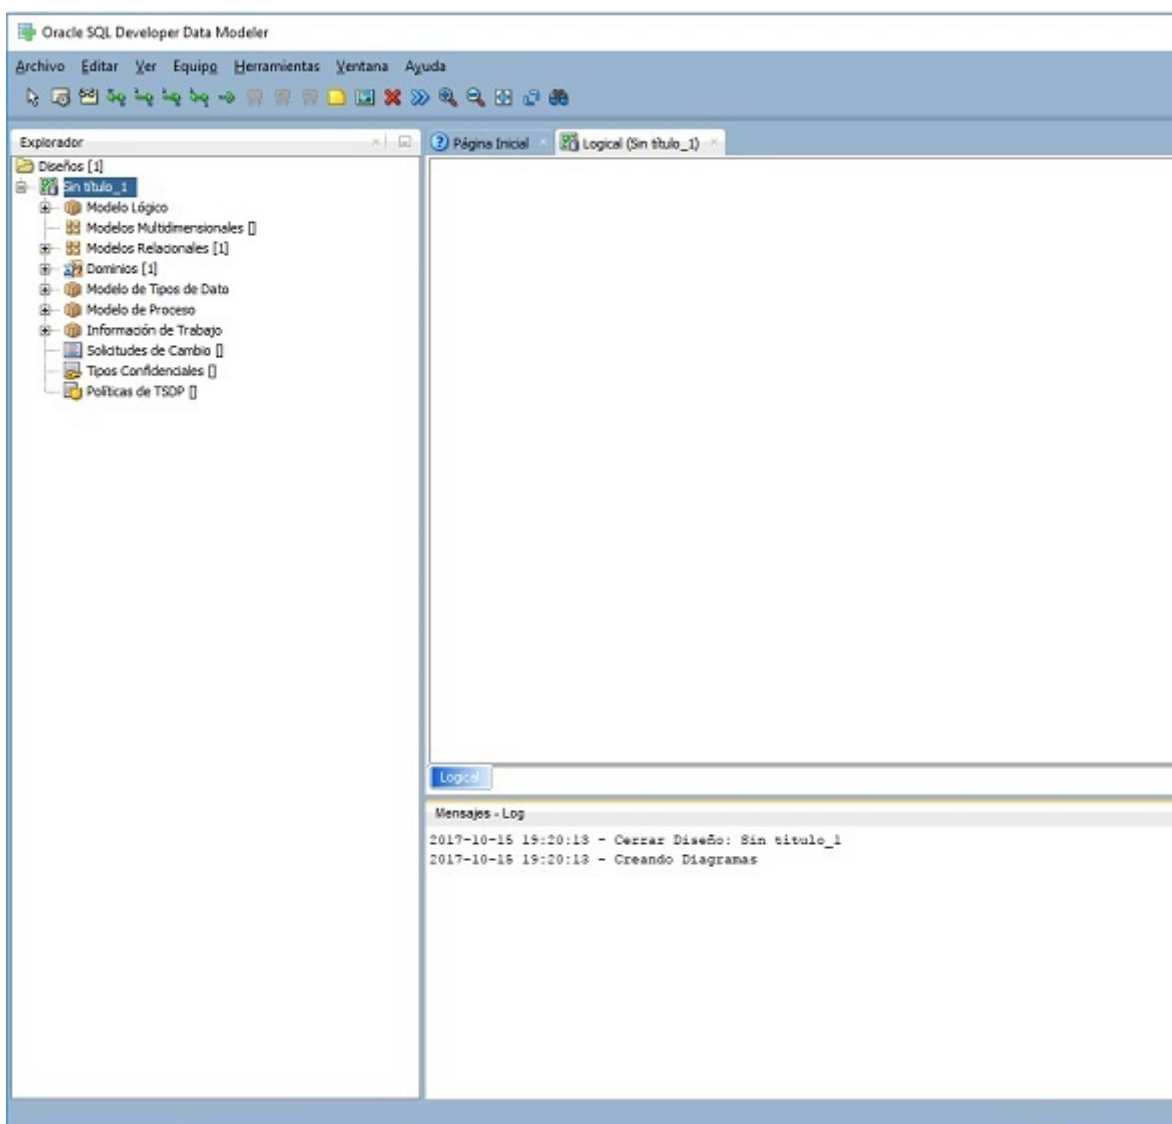 Oracle SQL Developer Data Modeler
Archivo Editar Ver Equipo Herramientas Ventana Ayuda
Explorador
Página Inicial
Logical (Sin título_1)
Diseños [1]
Sin título_1
Modelo Lógico
Modelos Multidimensionales []
Modelos Relacionales [1]
Dominios [1]
Modelo de Tipos de Dato
Modelo de Proceso
Información de Trabajo
Solicitudes de Cambio []
Tipos Confidenciales []
Políticas de TSDP []
Logical
Mensajes - Log
2017-10-15 19:20:13 - Cerrar Diseño: Sin titulo_1
2017-10-15 19:20:13 - Creando Diagramas